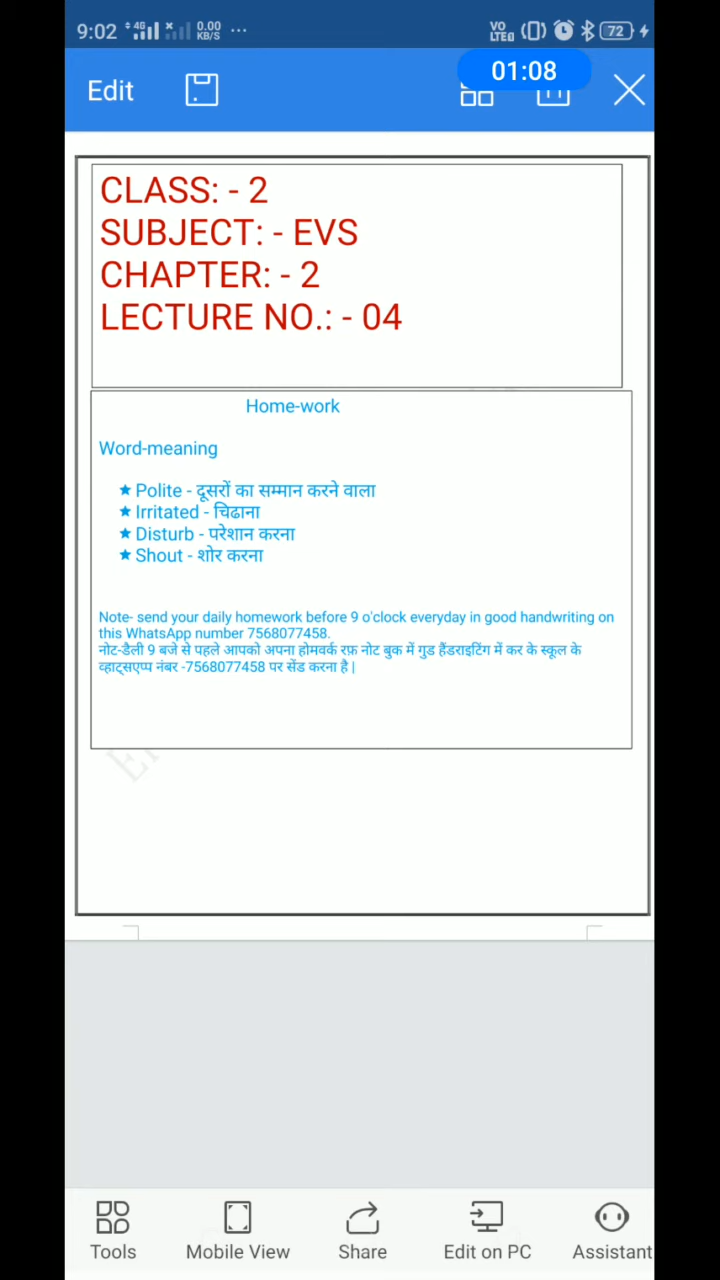 9:02 4G 0.00 KB/S ... VO LTE 72
01:08
Edit
CLASS: - 2
SUBJECT: - EVS
CHAPTER: - 2
LECTURE NO.: - 04
Home-work
Word-meaning
★ Polite - दूसरों का सम्मान करने वाला
★ Irritated - चिढाना
★ Disturb - परेशान करना
★ Shout - शोर करना
Note- send your daily homework before 9 o'clock everyday in good handwriting on
this WhatsApp number 7568077458.
नोट-डैली 9 बजे से पहले आपको अपना होमवर्क रफ़ नोट बुक में गुड हैंडराइटिंग में कर के स्कूल के
व्हाट्सएप्प नंबर -7568077458 पर सेंड करना है |
Tools Mobile View Share Edit on PC Assistant